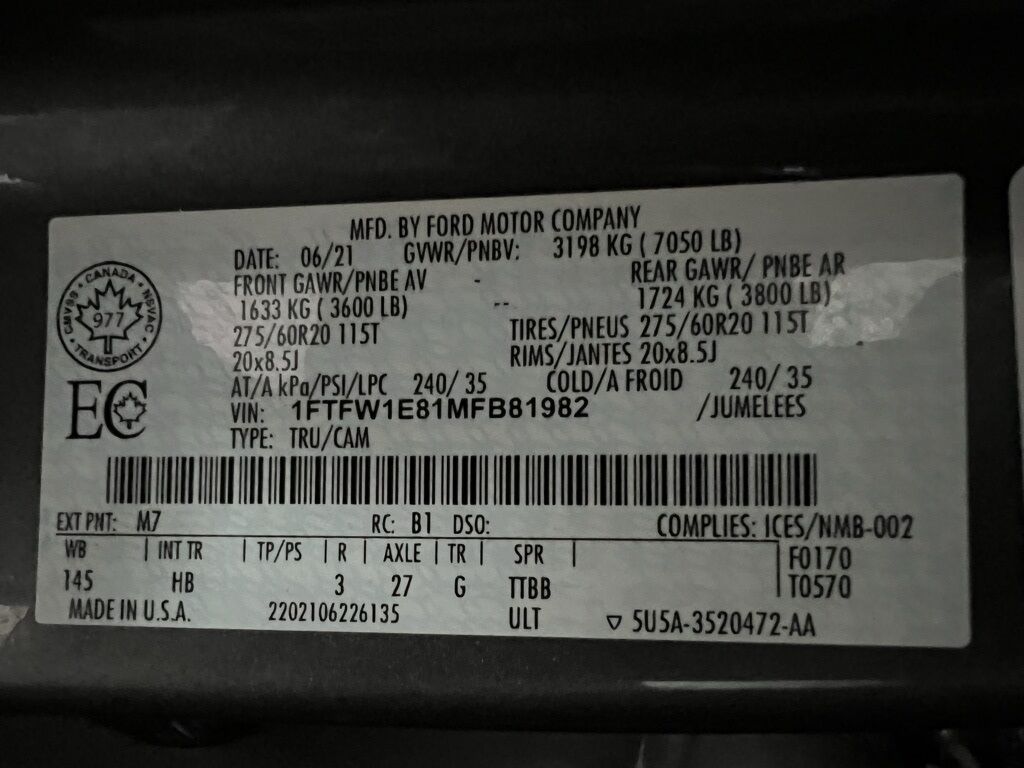 MFD. BY FORD MOTOR COMPANY
DATE: 06/21 GVWR/PNBV: 3198 KG ( 7050 LB)
FRONT GAWR/PNBE AV - REAR GAWR/ PNBE AR
1633 KG ( 3600 LB) -- 1724 KG ( 3800 LB)
275/60R20 115T TIRES/PNEUS 275/60R20 115T
20x8.5J RIMS/JANTES 20x8.5J
AT/A kPa/PSI/LPC 240/ 35 COLD/A FROID 240/ 35
VIN: 1FTFW1E81MFB81982 /JUMELEES
TYPE: TRU/CAM
CANADA
CMVSS NSVAC
977
TRANSPORT
EC
EXT PNT: M7 RC: B1 DSO: COMPLIES: ICES/NMB-002
WB | INT TR | TP/PS | R | AXLE | TR | SPR | F0170
145 HB 3 27 G TTBB T0570
MADE IN U.S.A. 2202106226135 ULT ▽ 5U5A-3520472-AA